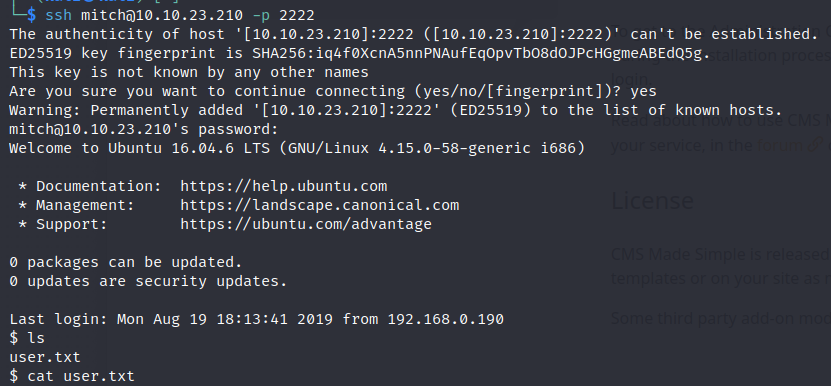 $ ssh mitch@10.10.23.210 -p 2222
The authenticity of host '[10.10.23.210]:2222 ([10.10.23.210]:2222)' can't be established.
ED25519 key fingerprint is SHA256:iq4f0XcnA5nnPNAufEqOpvTbO8dOJPcHGgmeABEdQ5g.
This key is not known by any other names
Are you sure you want to continue connecting (yes/no/[fingerprint])? yes
Warning: Permanently added '[10.10.23.210]:2222' (ED25519) to the list of known hosts.
mitch@10.10.23.210's password:
Welcome to Ubuntu 16.04.6 LTS (GNU/Linux 4.15.0-58-generic i686)
* Documentation: https://help.ubuntu.com
* Management: https://landscape.canonical.com
* Support: https://ubuntu.com/advantage
0 packages can be updated.
0 updates are security updates.
Last login: Mon Aug 19 18:13:41 2019 from 192.168.0.190
$ ls
user.txt
$ cat user.txt
your service, in the
License
CMS Made Simple is released
templates or on your site as
Some third party add-on mod